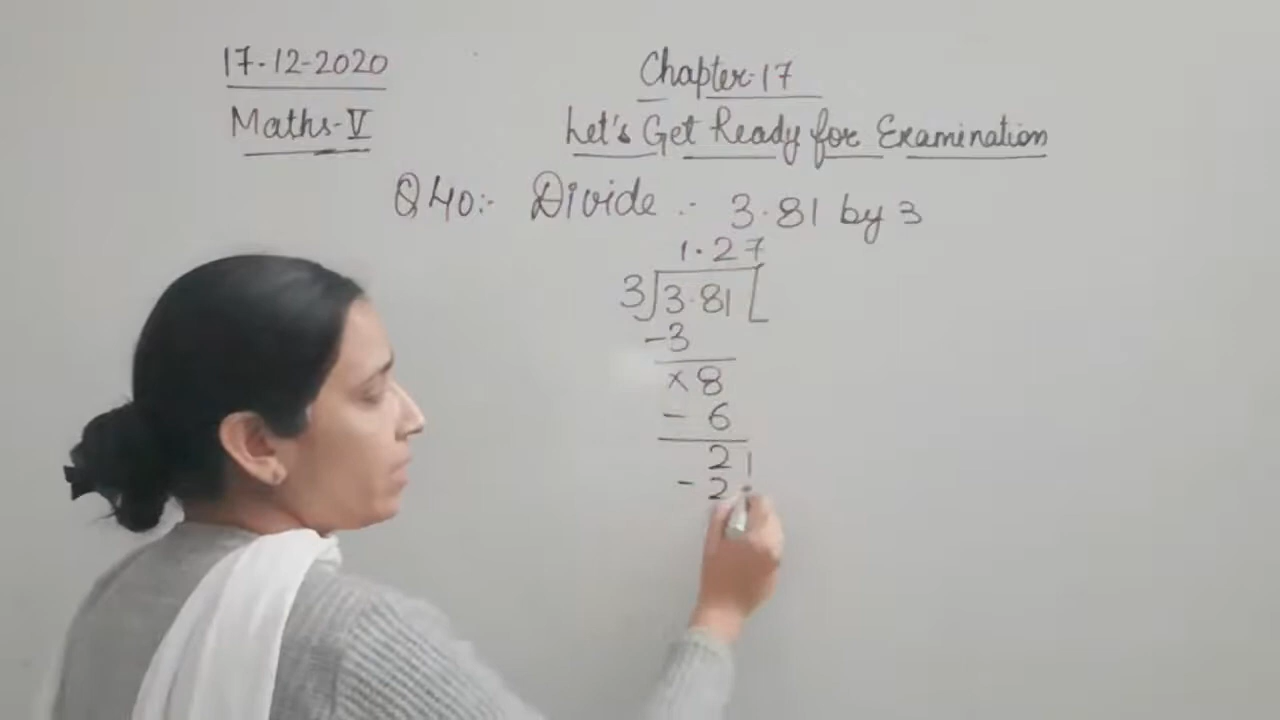 17-12-2020
Maths-V
Chapter-17
Let's Get Ready for Examination
Q40:- Divide :- 3.81 by 3
1.27
3 3.81
-3
× 8
- 6
21
- 2